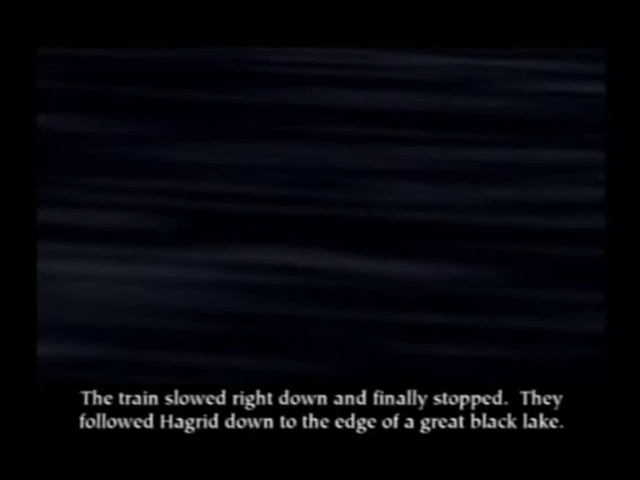 The train slowed right down and finally stopped.  They
followed Hagrid down to the edge of a great black lake.